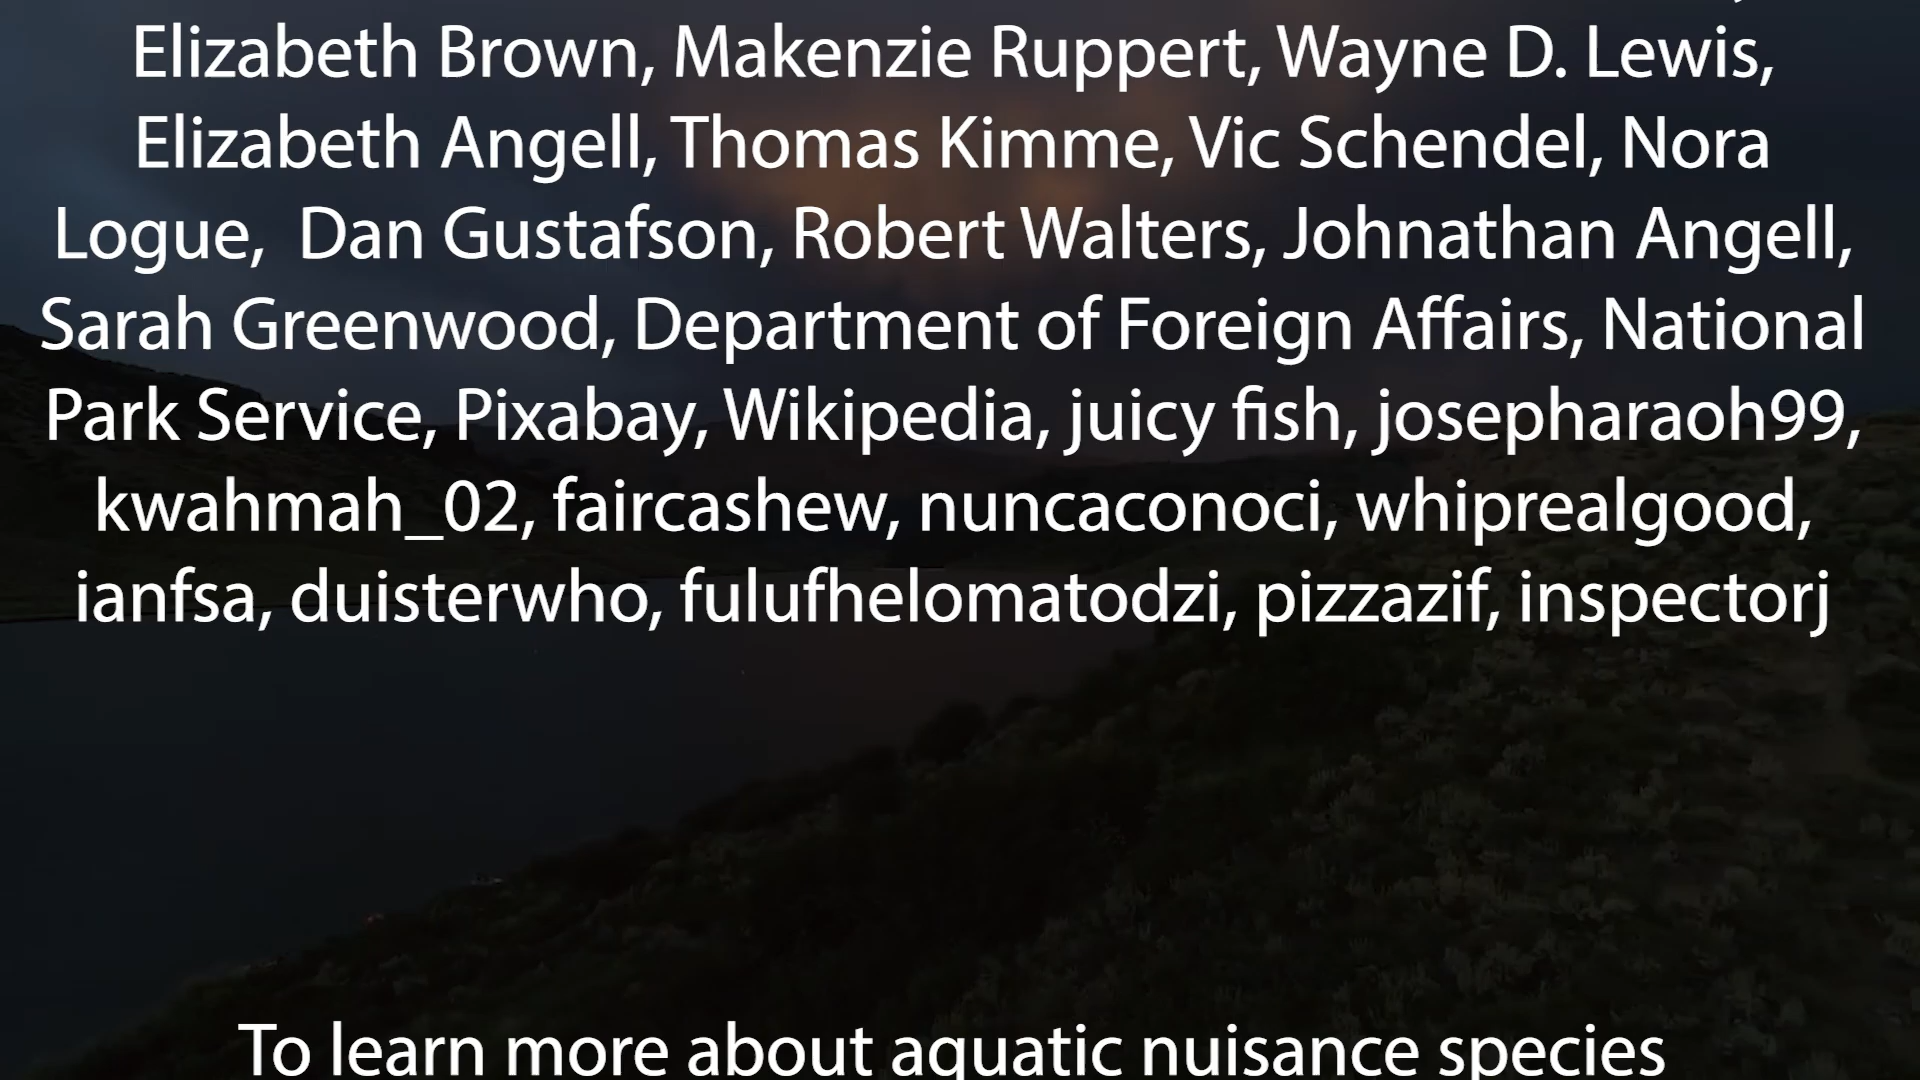 Elizabeth Brown, Makenzie Ruppert, Wayne D. Lewis,
Elizabeth Angell, Thomas Kimme, Vic Schendel, Nora
Logue, Dan Gustafson, Robert Walters, Johnathan Angell,
Sarah Greenwood, Department of Foreign Affairs, National
Park Service, Pixabay, Wikipedia, juicy fish, josepharaoh99,
kwahmah_02, faircashew, nuncaconoci, whiprealgood,
ianfsa, duisterwho, fulufhelomatodzi, pizzazif, inspectorj
To learn more about aquatic nuisance species